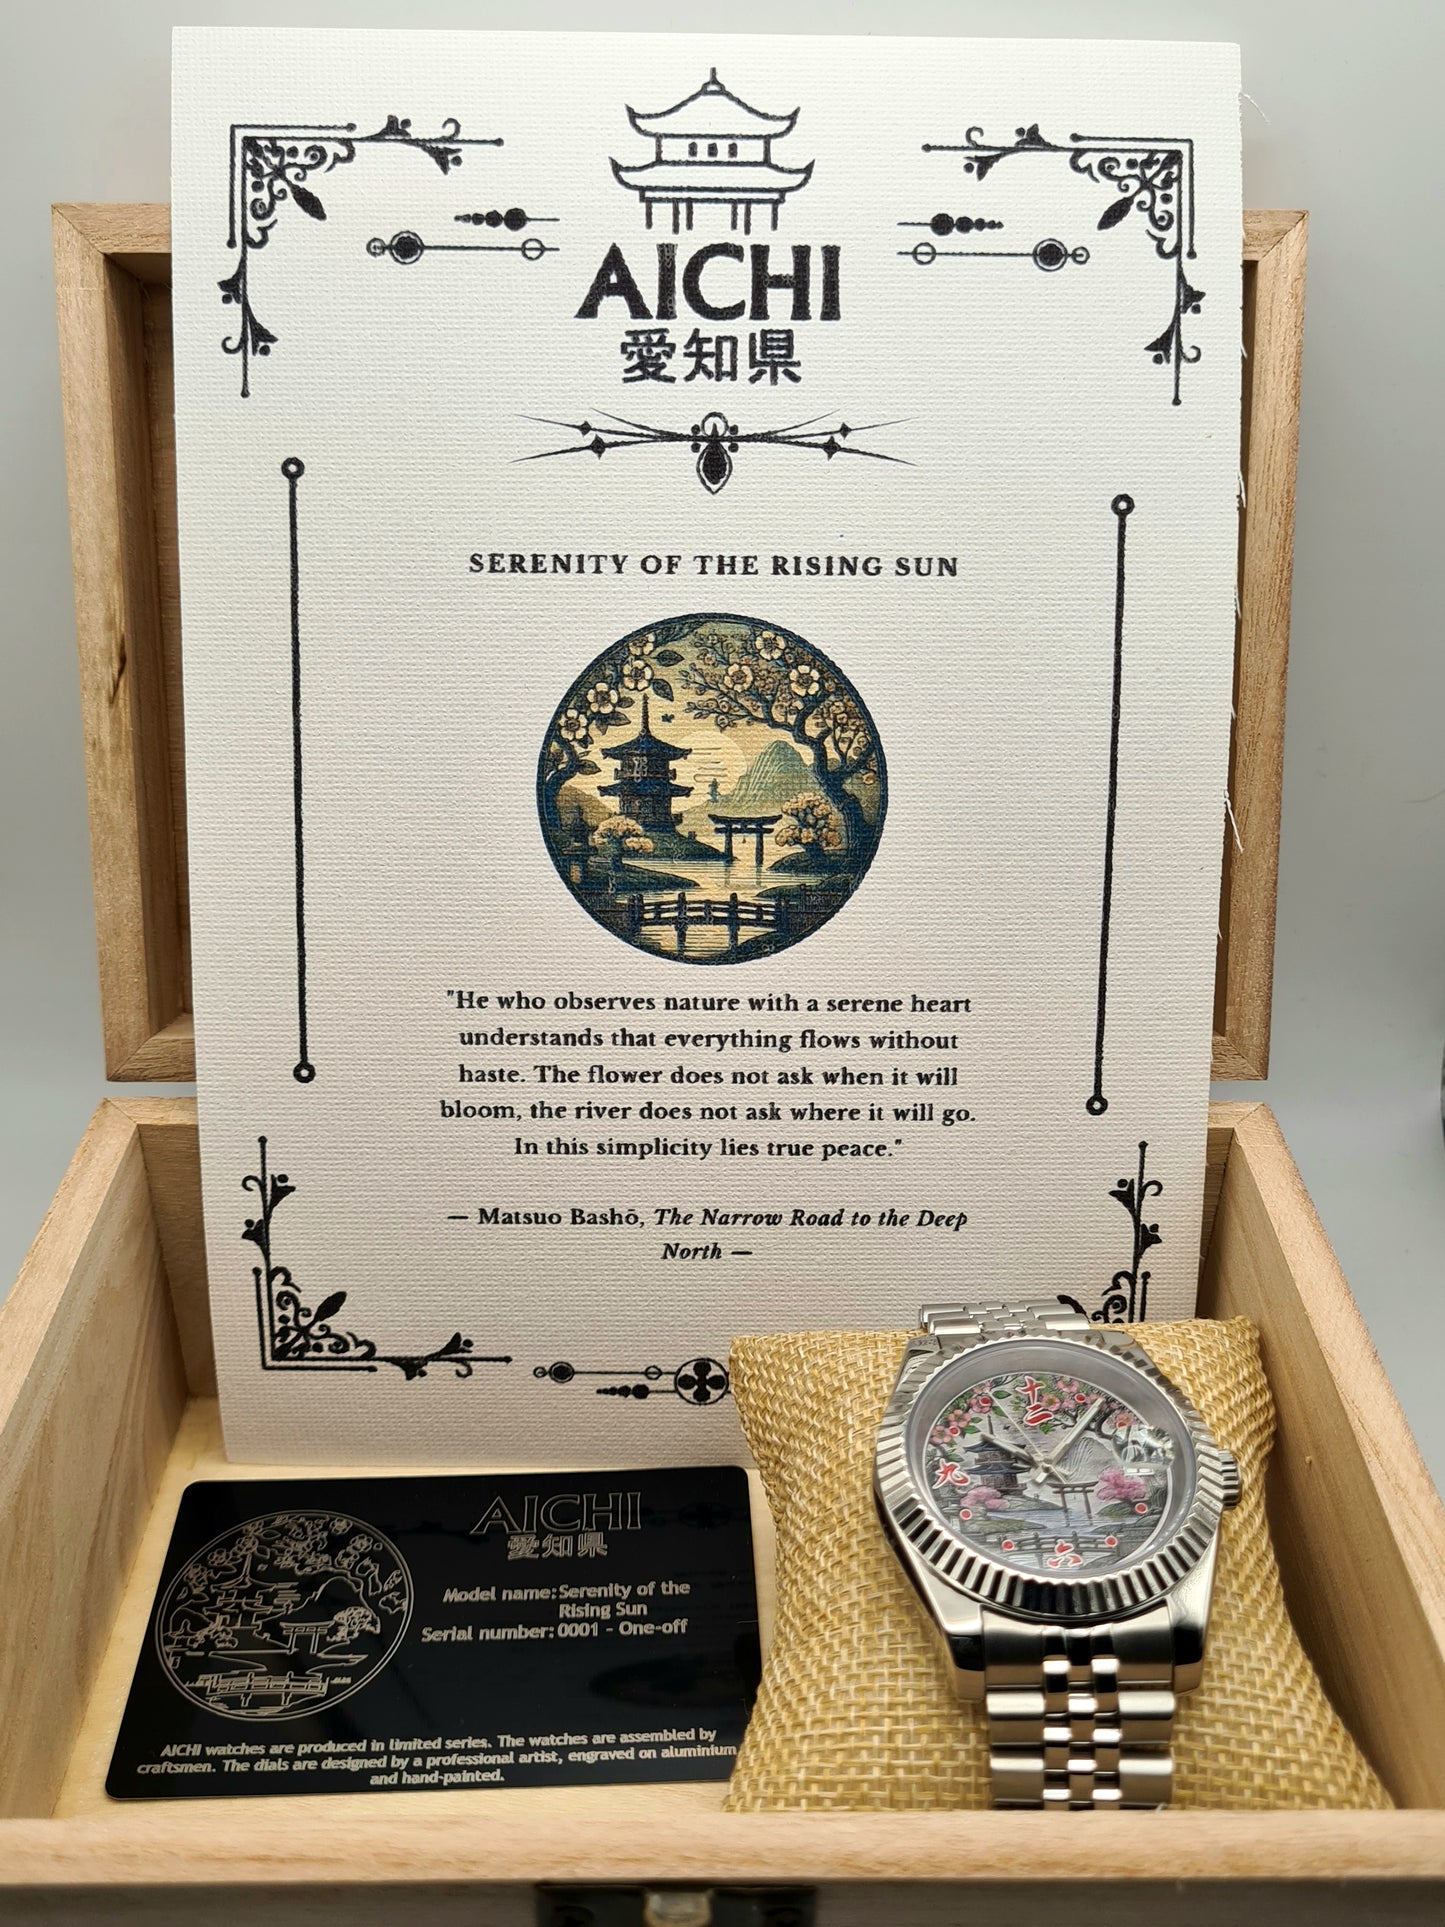 AICHI
愛知県
SERENITY OF THE RISING SUN
"He who observes nature with a serene heart
understands that everything flows without
haste. The flower does not ask when it will
bloom, the river does not ask where it will go.
In this simplicity lies true peace."
— Matsuo Bashō, The Narrow Road to the Deep
North —
AICHI
愛知県
Model name: Serenity of the
Rising Sun
Serial number: 0001 - One-off
AICHI watches are produced in limited series. The watches are assembled by
craftsmen. The dials are designed by a professional artist, engraved on aluminium
and hand-painted.
十二
九
六